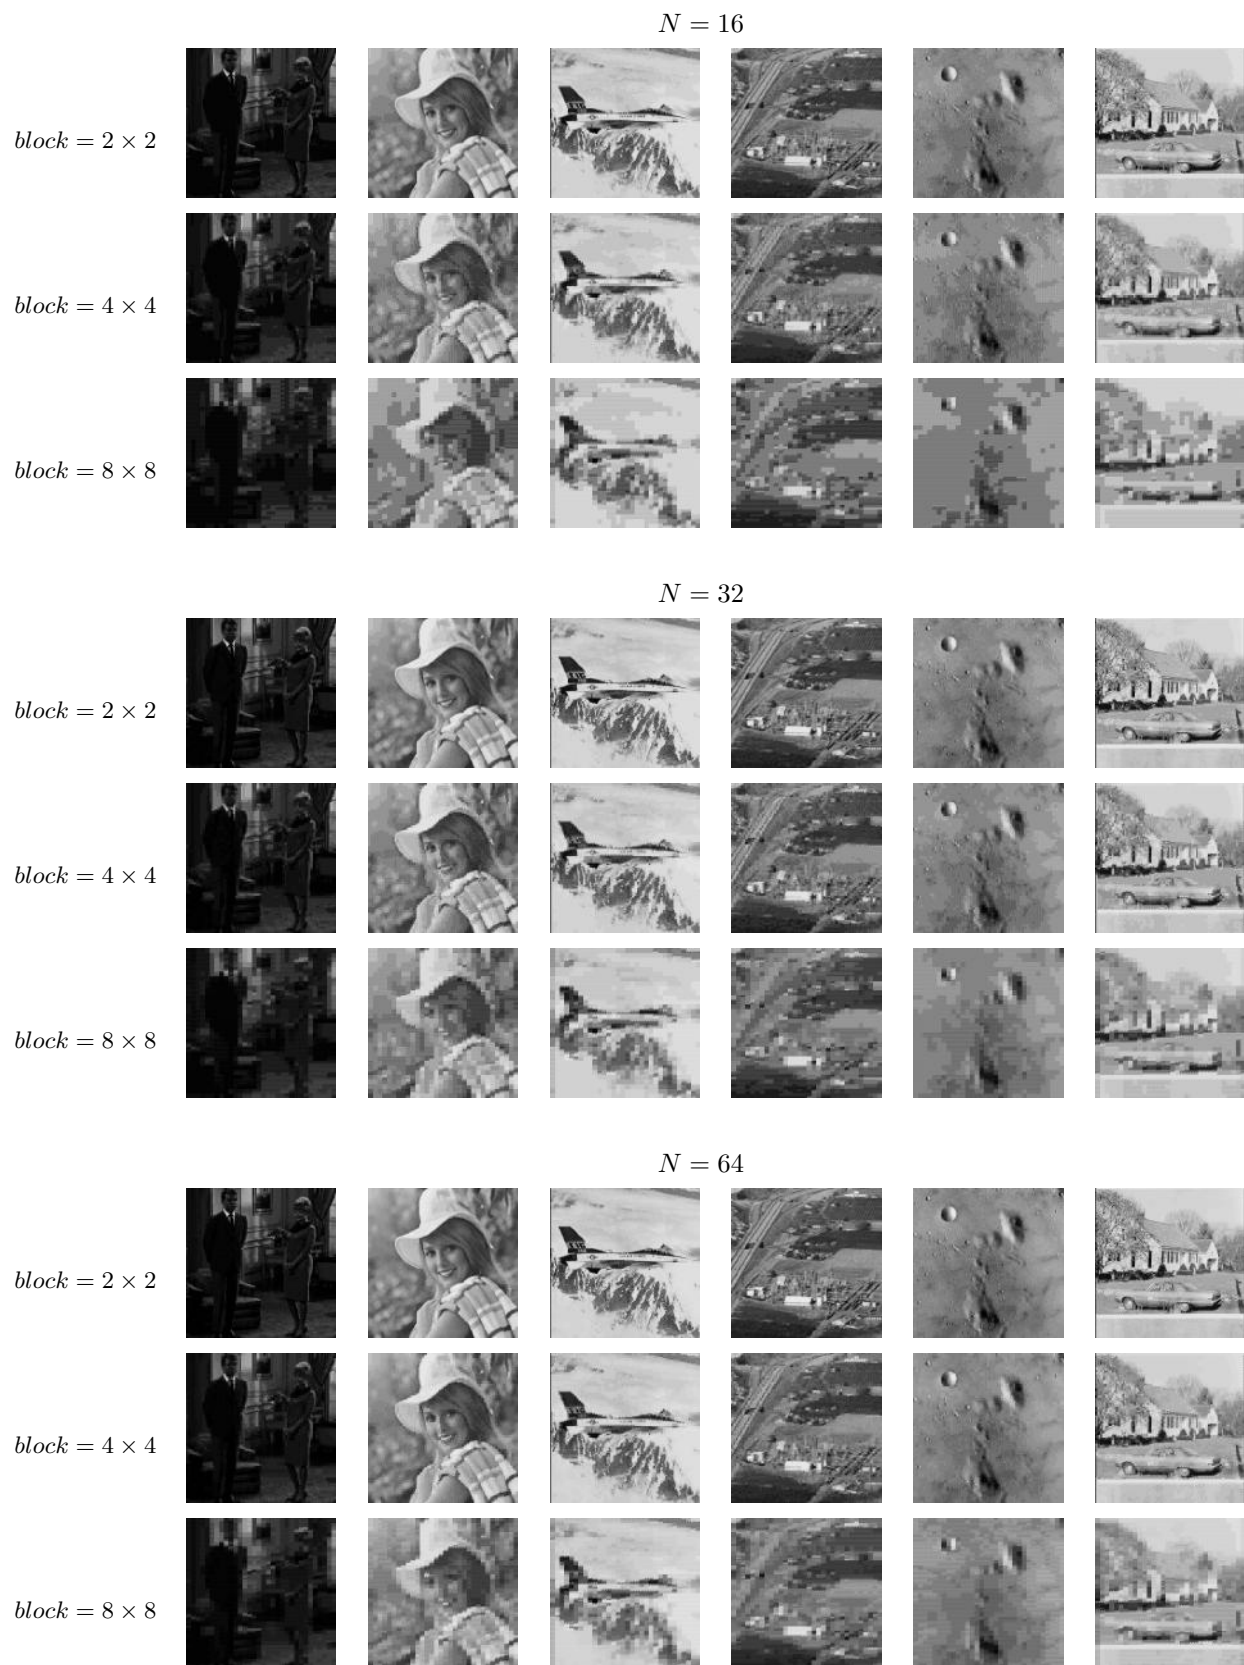 N = 16
block = 2 × 2
block = 4 × 4
block = 8 × 8
N = 32
block = 2 × 2
block = 4 × 4
block = 8 × 8
N = 64
block = 2 × 2
block = 4 × 4
block = 8 × 8